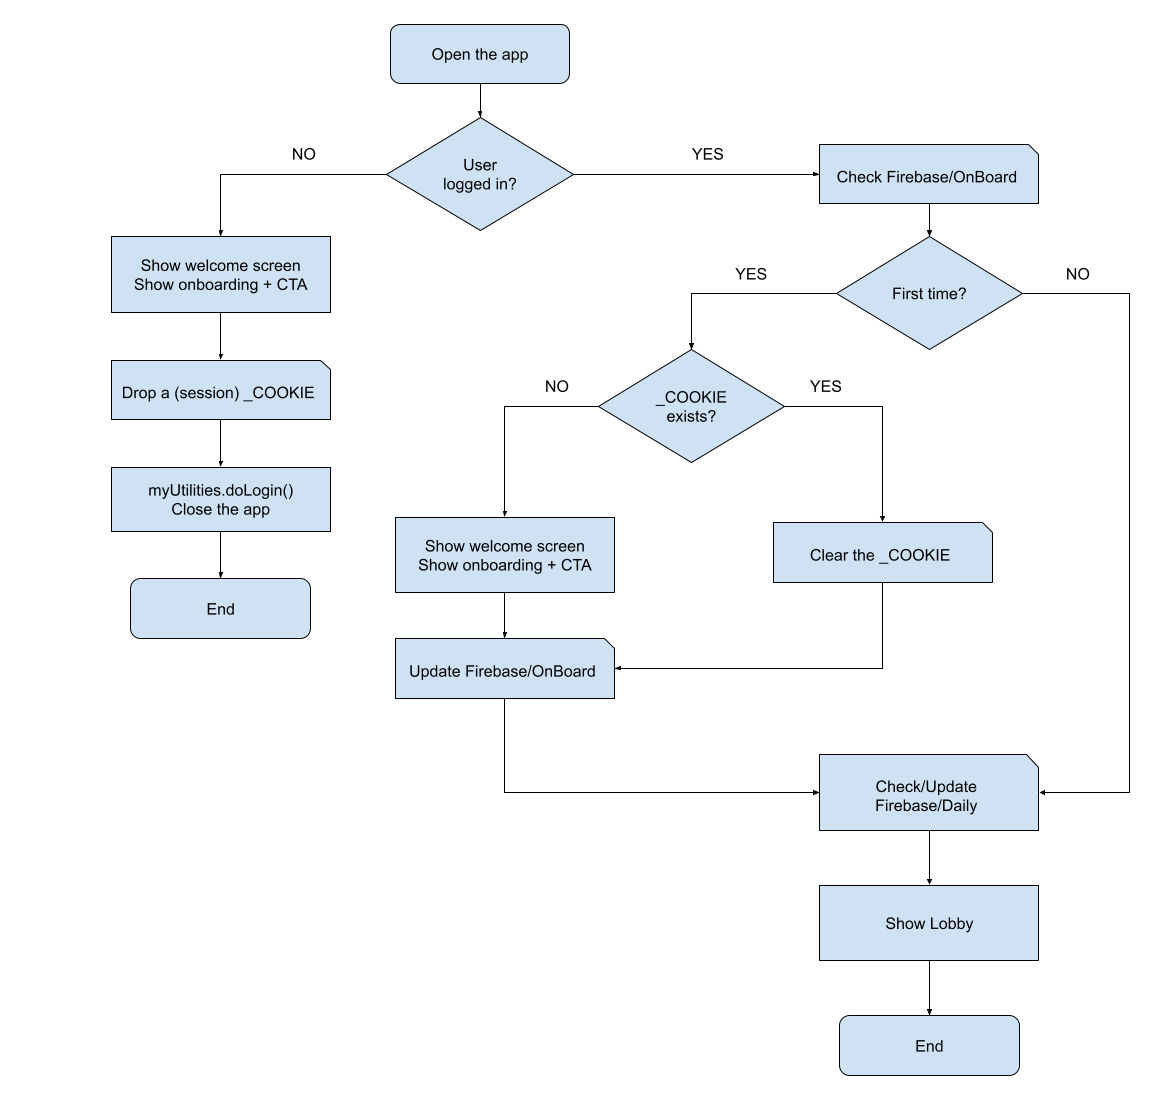 Open the app
User
logged in?
NO
YES
Check Firebase/OnBoard
Show welcome screen
Show onboarding + CTA
First time?
YES
NO
Drop a (session) _COOKIE
_COOKIE
exists?
NO
YES
myUtilities.doLogin()
Close the app
Show welcome screen
Show onboarding + CTA
Clear the _COOKIE
End
Update Firebase/OnBoard
Check/Update
Firebase/Daily
Show Lobby
End